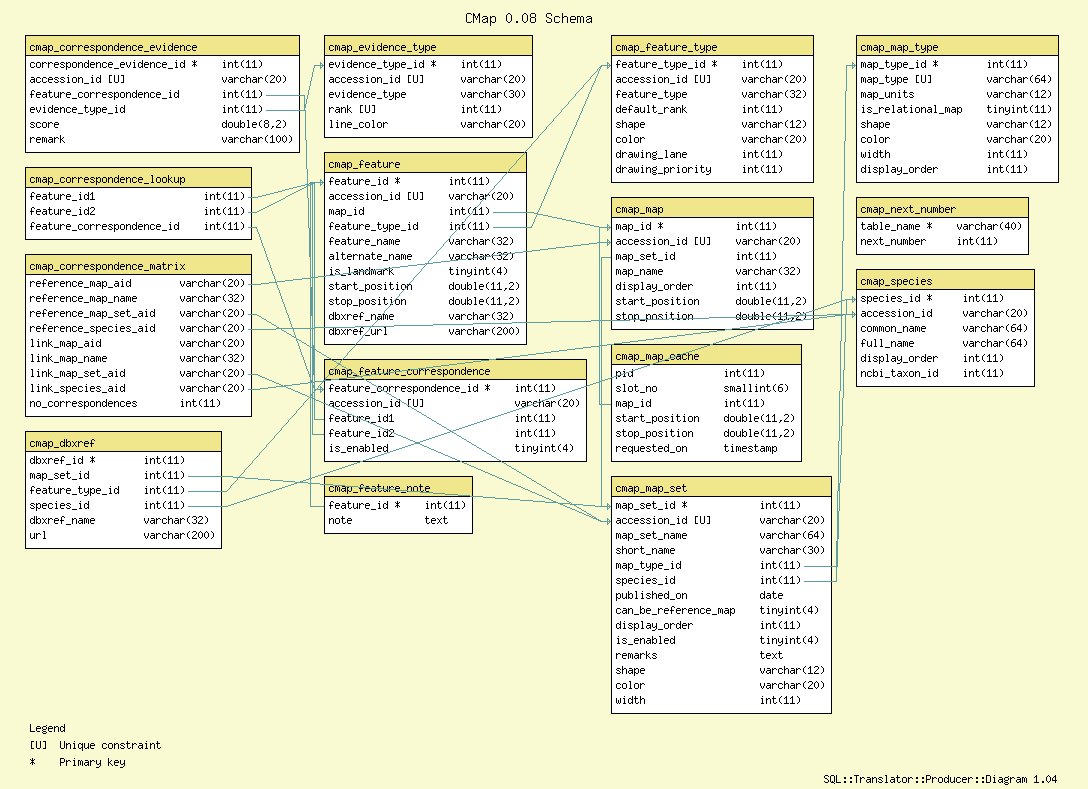 CMap 0.08 Schema
cmap_correspondence_evidence
correspondence_evidence_id * int(11)
accession_id [U] varchar(20)
feature_correspondence_id int(11)
evidence_type_id int(11)
score double(8,2)
remark varchar(100)
cmap_correspondence_lookup
feature_id1 int(11)
feature_id2 int(11)
feature_correspondence_id int(11)
cmap_correspondence_matrix
reference_map_aid varchar(20)
reference_map_name varchar(32)
reference_map_set_aid varchar(20)
reference_species_aid varchar(20)
link_map_aid varchar(20)
link_map_name varchar(32)
link_map_set_aid varchar(20)
link_species_aid varchar(20)
no_correspondences int(11)
cmap_dbxref
dbxref_id * int(11)
map_set_id int(11)
feature_type_id int(11)
species_id int(11)
dbxref_name varchar(32)
url varchar(200)
cmap_evidence_type
evidence_type_id * int(11)
accession_id [U] varchar(20)
evidence_type varchar(30)
rank [U] int(11)
line_color varchar(20)
cmap_feature
feature_id * int(11)
accession_id [U] varchar(20)
map_id int(11)
feature_type_id int(11)
feature_name varchar(32)
alternate_name varchar(32)
is_landmark tinyint(4)
start_position double(11,2)
stop_position double(11,2)
dbxref_name varchar(32)
dbxref_url varchar(200)
cmap_feature_correspondence
feature_correspondence_id * int(11)
accession_id [U] varchar(20)
feature_id1 int(11)
feature_id2 int(11)
is_enabled tinyint(4)
cmap_feature_note
feature_id * int(11)
note text
cmap_feature_type
feature_type_id * int(11)
accession_id [U] varchar(20)
feature_type varchar(32)
default_rank int(11)
shape varchar(12)
color varchar(20)
drawing_lane int(11)
drawing_priority int(11)
cmap_map
map_id * int(11)
accession_id [U] varchar(20)
map_set_id int(11)
map_name varchar(32)
display_order int(11)
start_position double(11,2)
stop_position double(11,2)
cmap_map_cache
pid int(11)
slot_no smallint(6)
map_id int(11)
start_position double(11,2)
stop_position double(11,2)
requested_on timestamp
cmap_map_set
map_set_id * int(11)
accession_id [U] varchar(20)
map_set_name varchar(64)
short_name varchar(30)
map_type_id int(11)
species_id int(11)
published_on date
can_be_reference_map tinyint(4)
display_order int(11)
is_enabled tinyint(4)
remarks text
shape varchar(12)
color varchar(20)
width int(11)
cmap_map_type
map_type_id * int(11)
map_type [U] varchar(64)
map_units varchar(12)
is_relational_map tinyint(11)
shape varchar(12)
color varchar(20)
width int(11)
display_order int(11)
cmap_next_number
table_name * varchar(40)
next_number int(11)
cmap_species
species_id * int(11)
accession_id varchar(20)
common_name varchar(64)
full_name varchar(64)
display_order int(11)
ncbi_taxon_id int(11)
Legend
[U] Unique constraint
* Primary key
SQL::Translator::Producer::Diagram 1.04